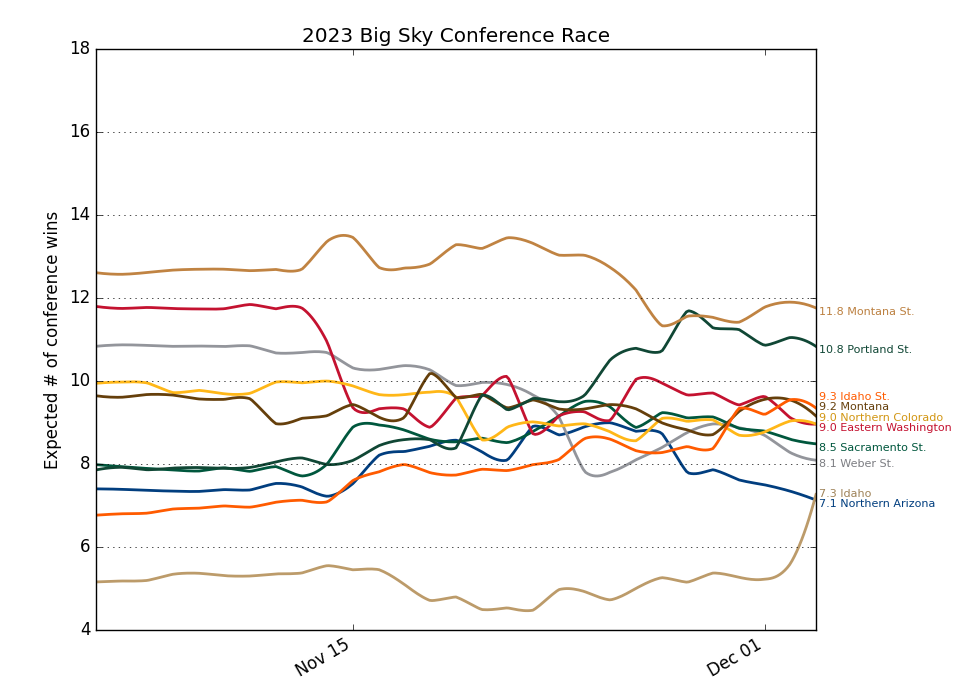 2023 Big Sky Conference Race
Expected # of conference wins
18
16
14
12
10
8
6
4
Nov 15
Dec 01
11.8 Montana St.
10.8 Portland St.
9.3 Idaho St.
9.2 Montana
9.0 Northern Colorado
9.0 Eastern Washington
8.5 Sacramento St.
8.1 Weber St.
7.3 Idaho
7.1 Northern Arizona